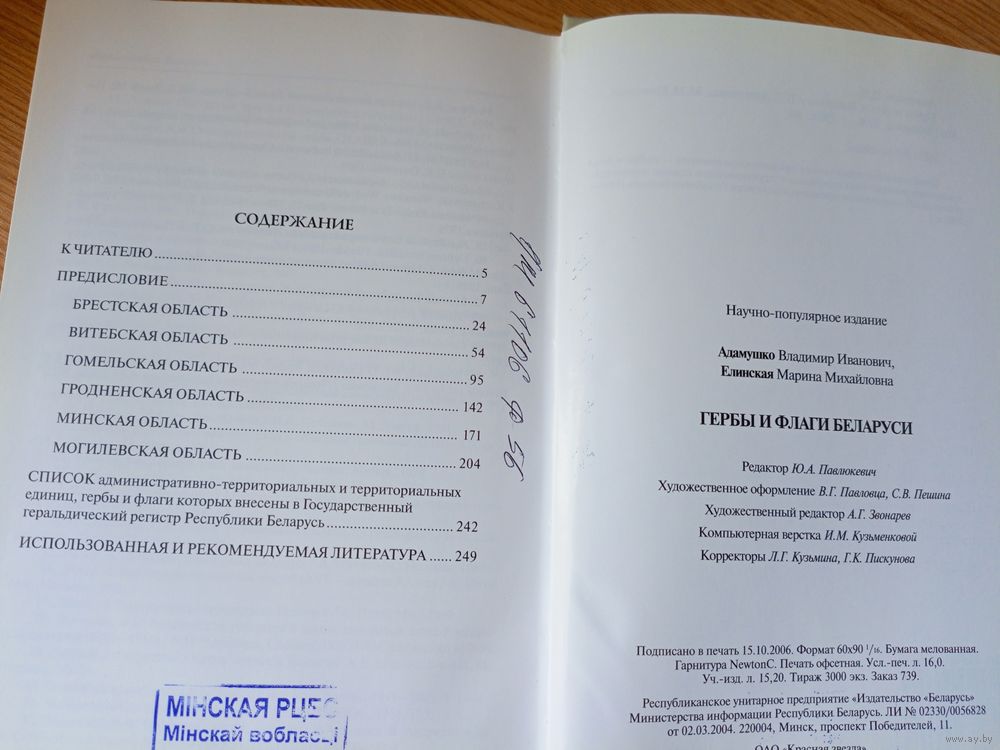 СОДЕРЖАНИЕ
К ЧИТАТЕЛЮ ........ 5
ПРЕДИСЛОВИЕ ........ 7
БРЕСТСКАЯ ОБЛАСТЬ ........ 24
ВИТЕБСКАЯ ОБЛАСТЬ ........ 54
ГОМЕЛЬСКАЯ ОБЛАСТЬ ........ 95
ГРОДНЕНСКАЯ ОБЛАСТЬ ........ 142
МИНСКАЯ ОБЛАСТЬ ........ 171
МОГИЛЕВСКАЯ ОБЛАСТЬ ........ 204
СПИСОК административно-территориальных и территориальных
единиц, гербы и флаги которых внесены в Государственный
геральдический регистр Республики Беларусь ........ 242
ИСПОЛЬЗОВАННАЯ И РЕКОМЕНДУЕМАЯ ЛИТЕРАТУРА ...... 249
МІНСКАЯ
Мінскай вобласці
Научно-популярное издание
Адамушко Владимир Иванович,
Елинская Марина Михайловна
ГЕРБЫ И ФЛАГИ БЕЛАРУСИ
Редактор Ю.А. Павлюкевич
Художественное оформление В.Г. Павловца, С.В. Пешина
Художественный редактор А.Г. Звонарев
Компьютерная верстка И.М. Кузьменковой
Корректоры Л.Г. Кузьмина, Г.К. Пискунова
Подписано в печать 15.10.2006. Формат 60х90 1/16. Бумага мелованная.
Гарнитура NewtonC. Печать офсетная. Усл.-печ. л. 16,0.
Уч.-изд. л. 15,20. Тираж 3000 экз. Заказ 739.
Республиканское унитарное предприятие «Издательство «Беларусь»
Министерства информации Республики Беларусь. ЛИ № 02330/0056828
от 02.03.2004. 220004, Минск, проспект Победителей, 11.
ОАО «Красная звезда»
www.ay.by